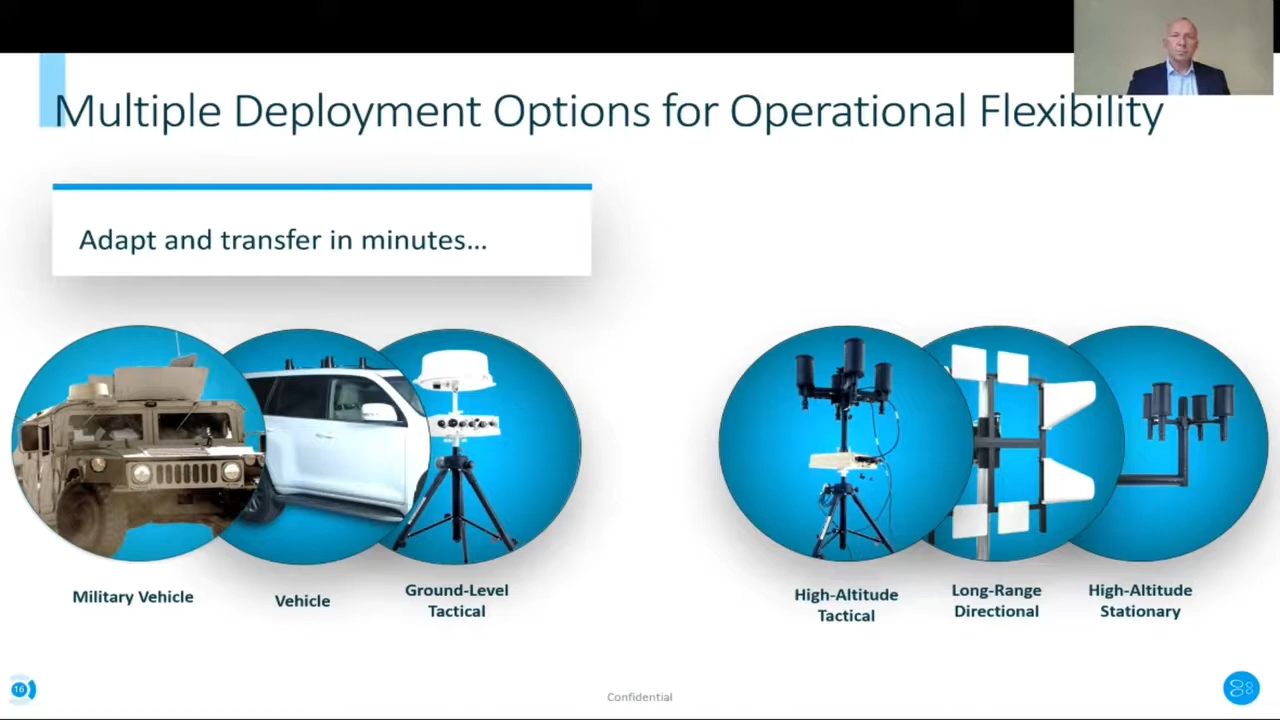 Multiple Deployment Options for Operational Flexibility
Adapt and transfer in minutes...
Military Vehicle
Vehicle
Ground-Level
Tactical
High-Altitude
Tactical
Long-Range
Directional
High-Altitude
Stationary
16
Confidential